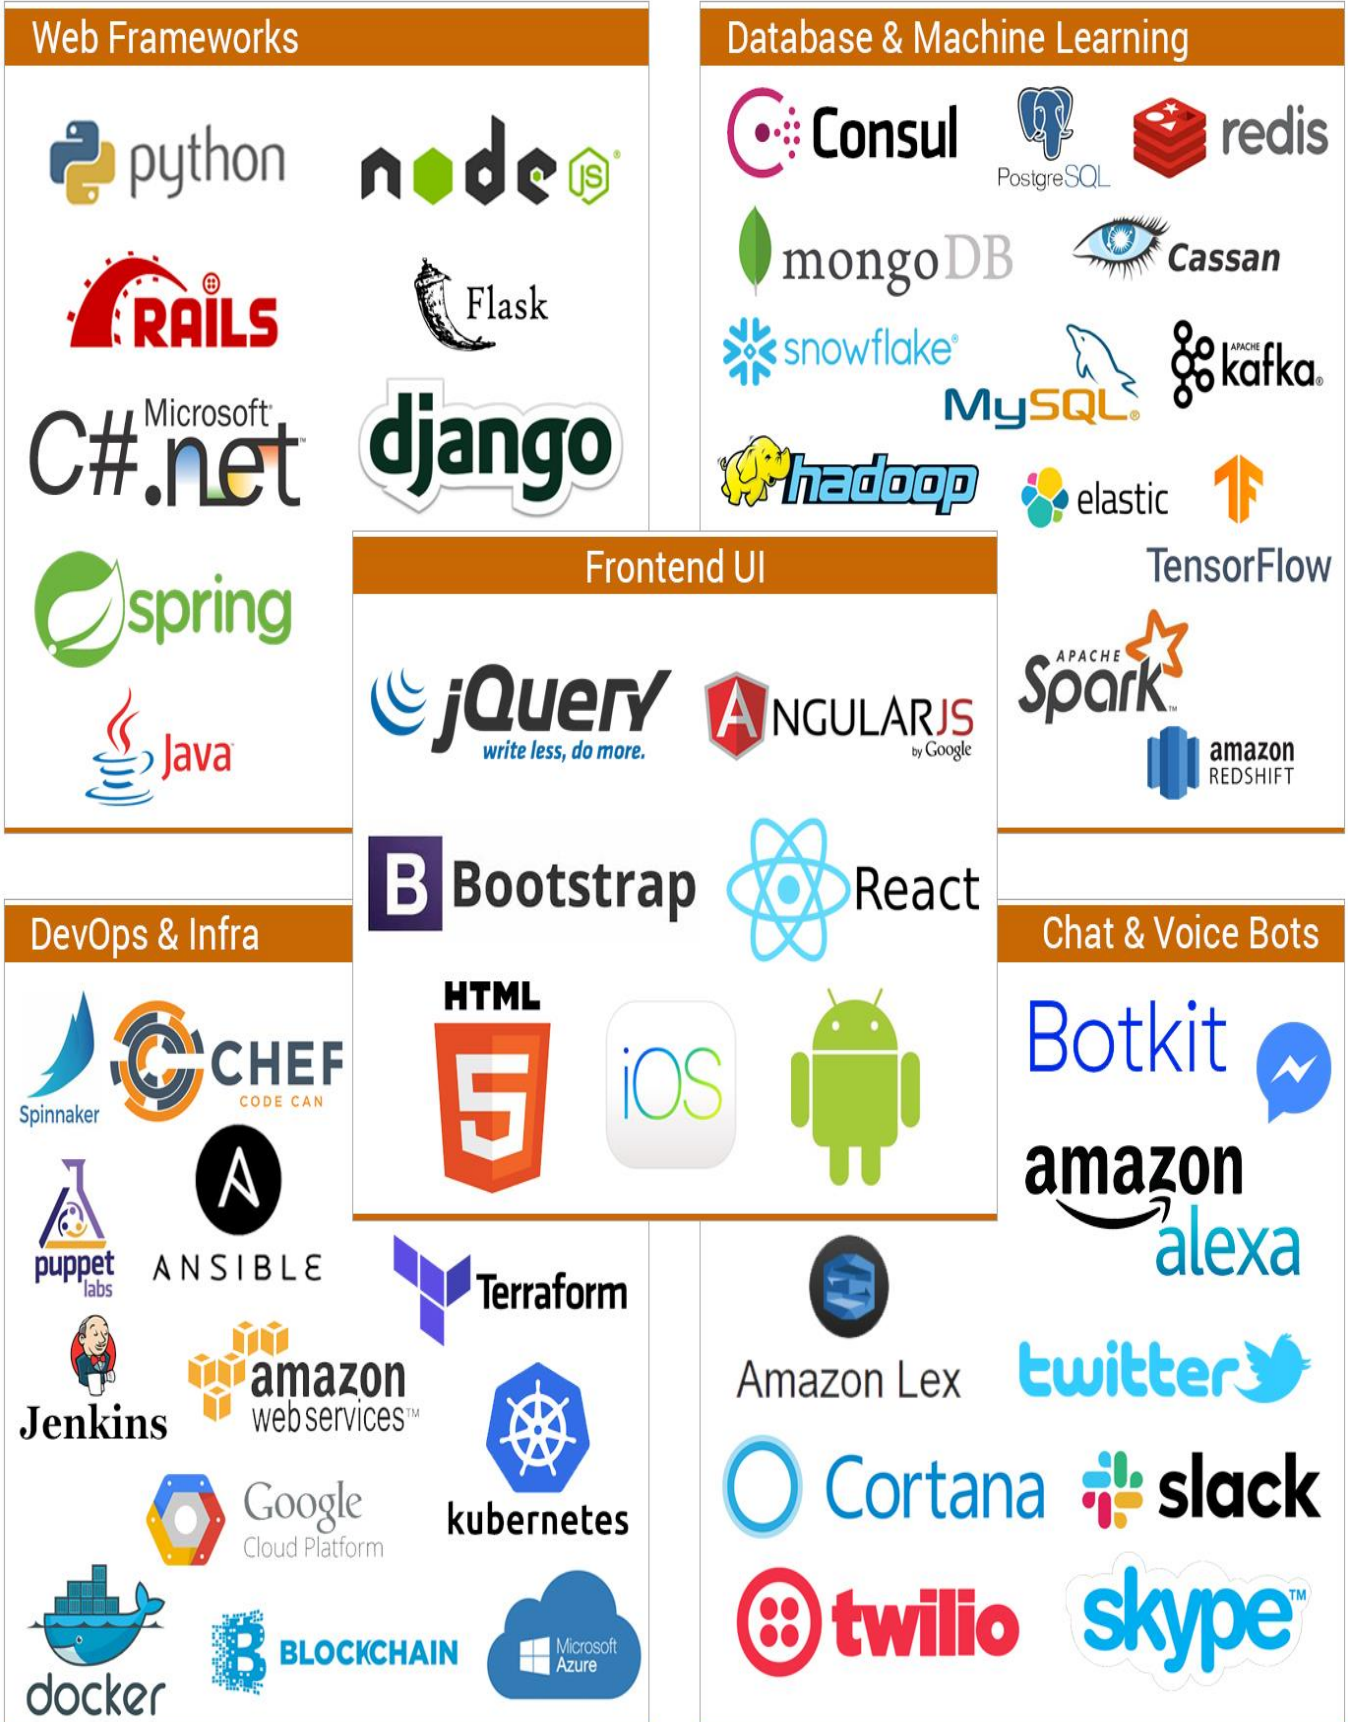 Web Frameworks
python
node JS
RAILS
Flask
C# Microsoft .net
django
spring
Java
Database & Machine Learning
Consul
PostgreSQL
redis
mongoDB
Cassan
snowflake
MySQL
APACHE kafka
hadoop
elastic
TensorFlow
APACHE
Spark
amazon
REDSHIFT
Frontend UI
jQuery
write less, do more.
ANGULARJS
by Google
B Bootstrap
React
HTML
5
iOS
DevOps & Infra
Spinnaker
CHEF
CODE CAN
puppet
labs
A
ANSIBLE
Terraform
Jenkins
amazon
web services™
kubernetes
Google
Cloud Platform
docker
B BLOCKCHAIN
Microsoft
Azure
Chat & Voice Bots
Botkit
amazon
alexa
Amazon Lex
twitter
Cortana
slack
twilio
skype™